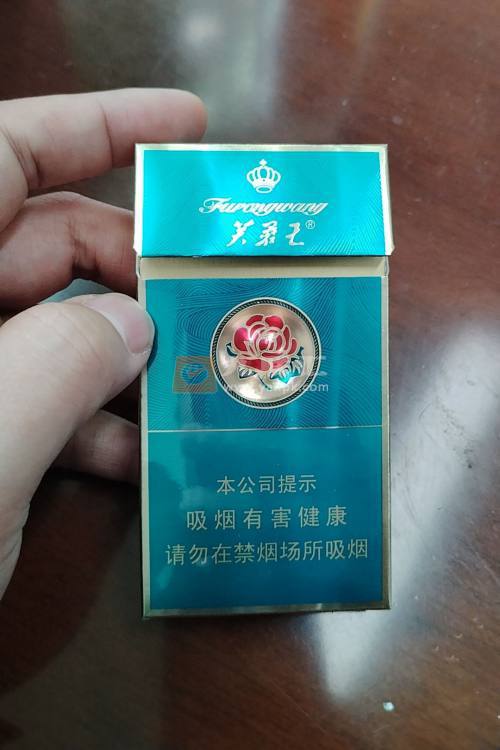 Furongwang
芙蓉王®
本公司提示
吸烟有害健康
请勿在禁烟场所吸烟